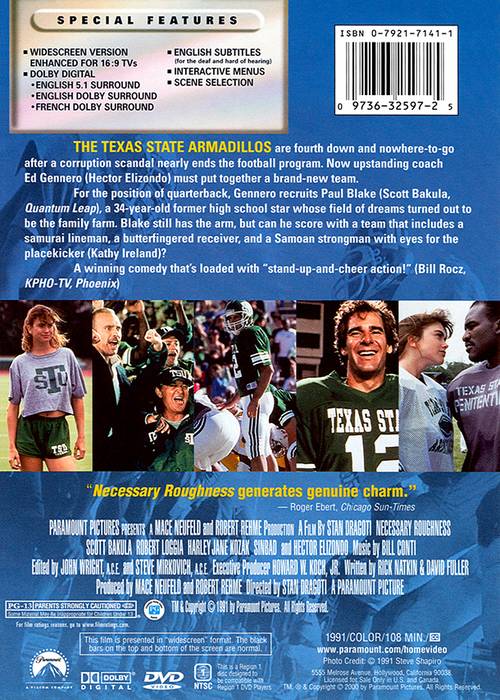 SPECIAL FEATURES
▪ WIDESCREEN VERSION
ENHANCED FOR 16:9 TVs
▪ DOLBY DIGITAL
• ENGLISH 5.1 SURROUND
• ENGLISH DOLBY SURROUND
• FRENCH DOLBY SURROUND
▪ ENGLISH SUBTITLES
(for the deaf and hard of hearing)
▪ INTERACTIVE MENUS
▪ SCENE SELECTION
ISBN 0-7921-7141-1
0 9736-32597-2 5
THE TEXAS STATE ARMADILLOS are fourth down and nowhere-to-go
after a corruption scandal nearly ends the football program. Now upstanding coach
Ed Gennero (Hector Elizondo) must put together a brand-new team.
For the position of quarterback, Gennero recruits Paul Blake (Scott Bakula,
Quantum Leap), a 34-year-old former high school star whose field of dreams turned out to
be the family farm. Blake still has the arm, but can he score with a team that includes a
samurai lineman, a butterfingered receiver, and a Samoan strongman with eyes for the
placekicker (Kathy Ireland)?
A winning comedy that's loaded with "stand-up-and-cheer action!" (Bill Rocz,
KPHO-TV, Phoenix)
STU
TSU
TSU
TEXAS ST
12
TEXAS ST
PENITENT
"Necessary Roughness generates genuine charm."
— Roger Ebert, Chicago Sun-Times
PARAMOUNT PICTURES PRESENTS A MACE NEUFELD AND ROBERT REHME PRODUCTION A FILM BY STAN DRAGOTI NECESSARY ROUGHNESS
SCOTT BAKULA ROBERT LOGGIA HARLEY JANE KOZAK SINBAD AND HECTOR ELIZONDO Music by BILL CONTI
Edited by JOHN WRIGHT, A.C.E. AND STEVE MIRKOVICH, A.C.E. Executive Producer HOWARD W. KOCH, JR. Written by RICK NATKIN & DAVID FULLER
Produced by MACE NEUFELD AND ROBERT REHME Directed by STAN DRAGOTI A PARAMOUNT PICTURE
PG-13 PARENTS STRONGLY CAUTIONED
Some Material May Be Inappropriate for Children Under 13
TM & Copyright © 1991 by Paramount Pictures. All Rights Reserved.
For film ratings reasons, go to www.filmratings.com
This film is presented in "widescreen" format. The black
bars on the top and bottom of the screen are normal.
1991/COLOR/108 MIN./
www.paramount.com/homevideo
Photo Credit: © 1991 Steve Shapiro
5555 Melrose Avenue, Hollywood, California 90038
Licensed for Sale Only in U.S. and Canada.
TM, ® & Copyright © 2000 by Paramount Pictures. All Rights Reserved.
Paramount
A VIACOM COMPANY
DOLBY
DIGITAL
DVD
VIDEO
1
NTSC
This is a Region 1
disc designed to
be compatible with
Region 1 DVD Players